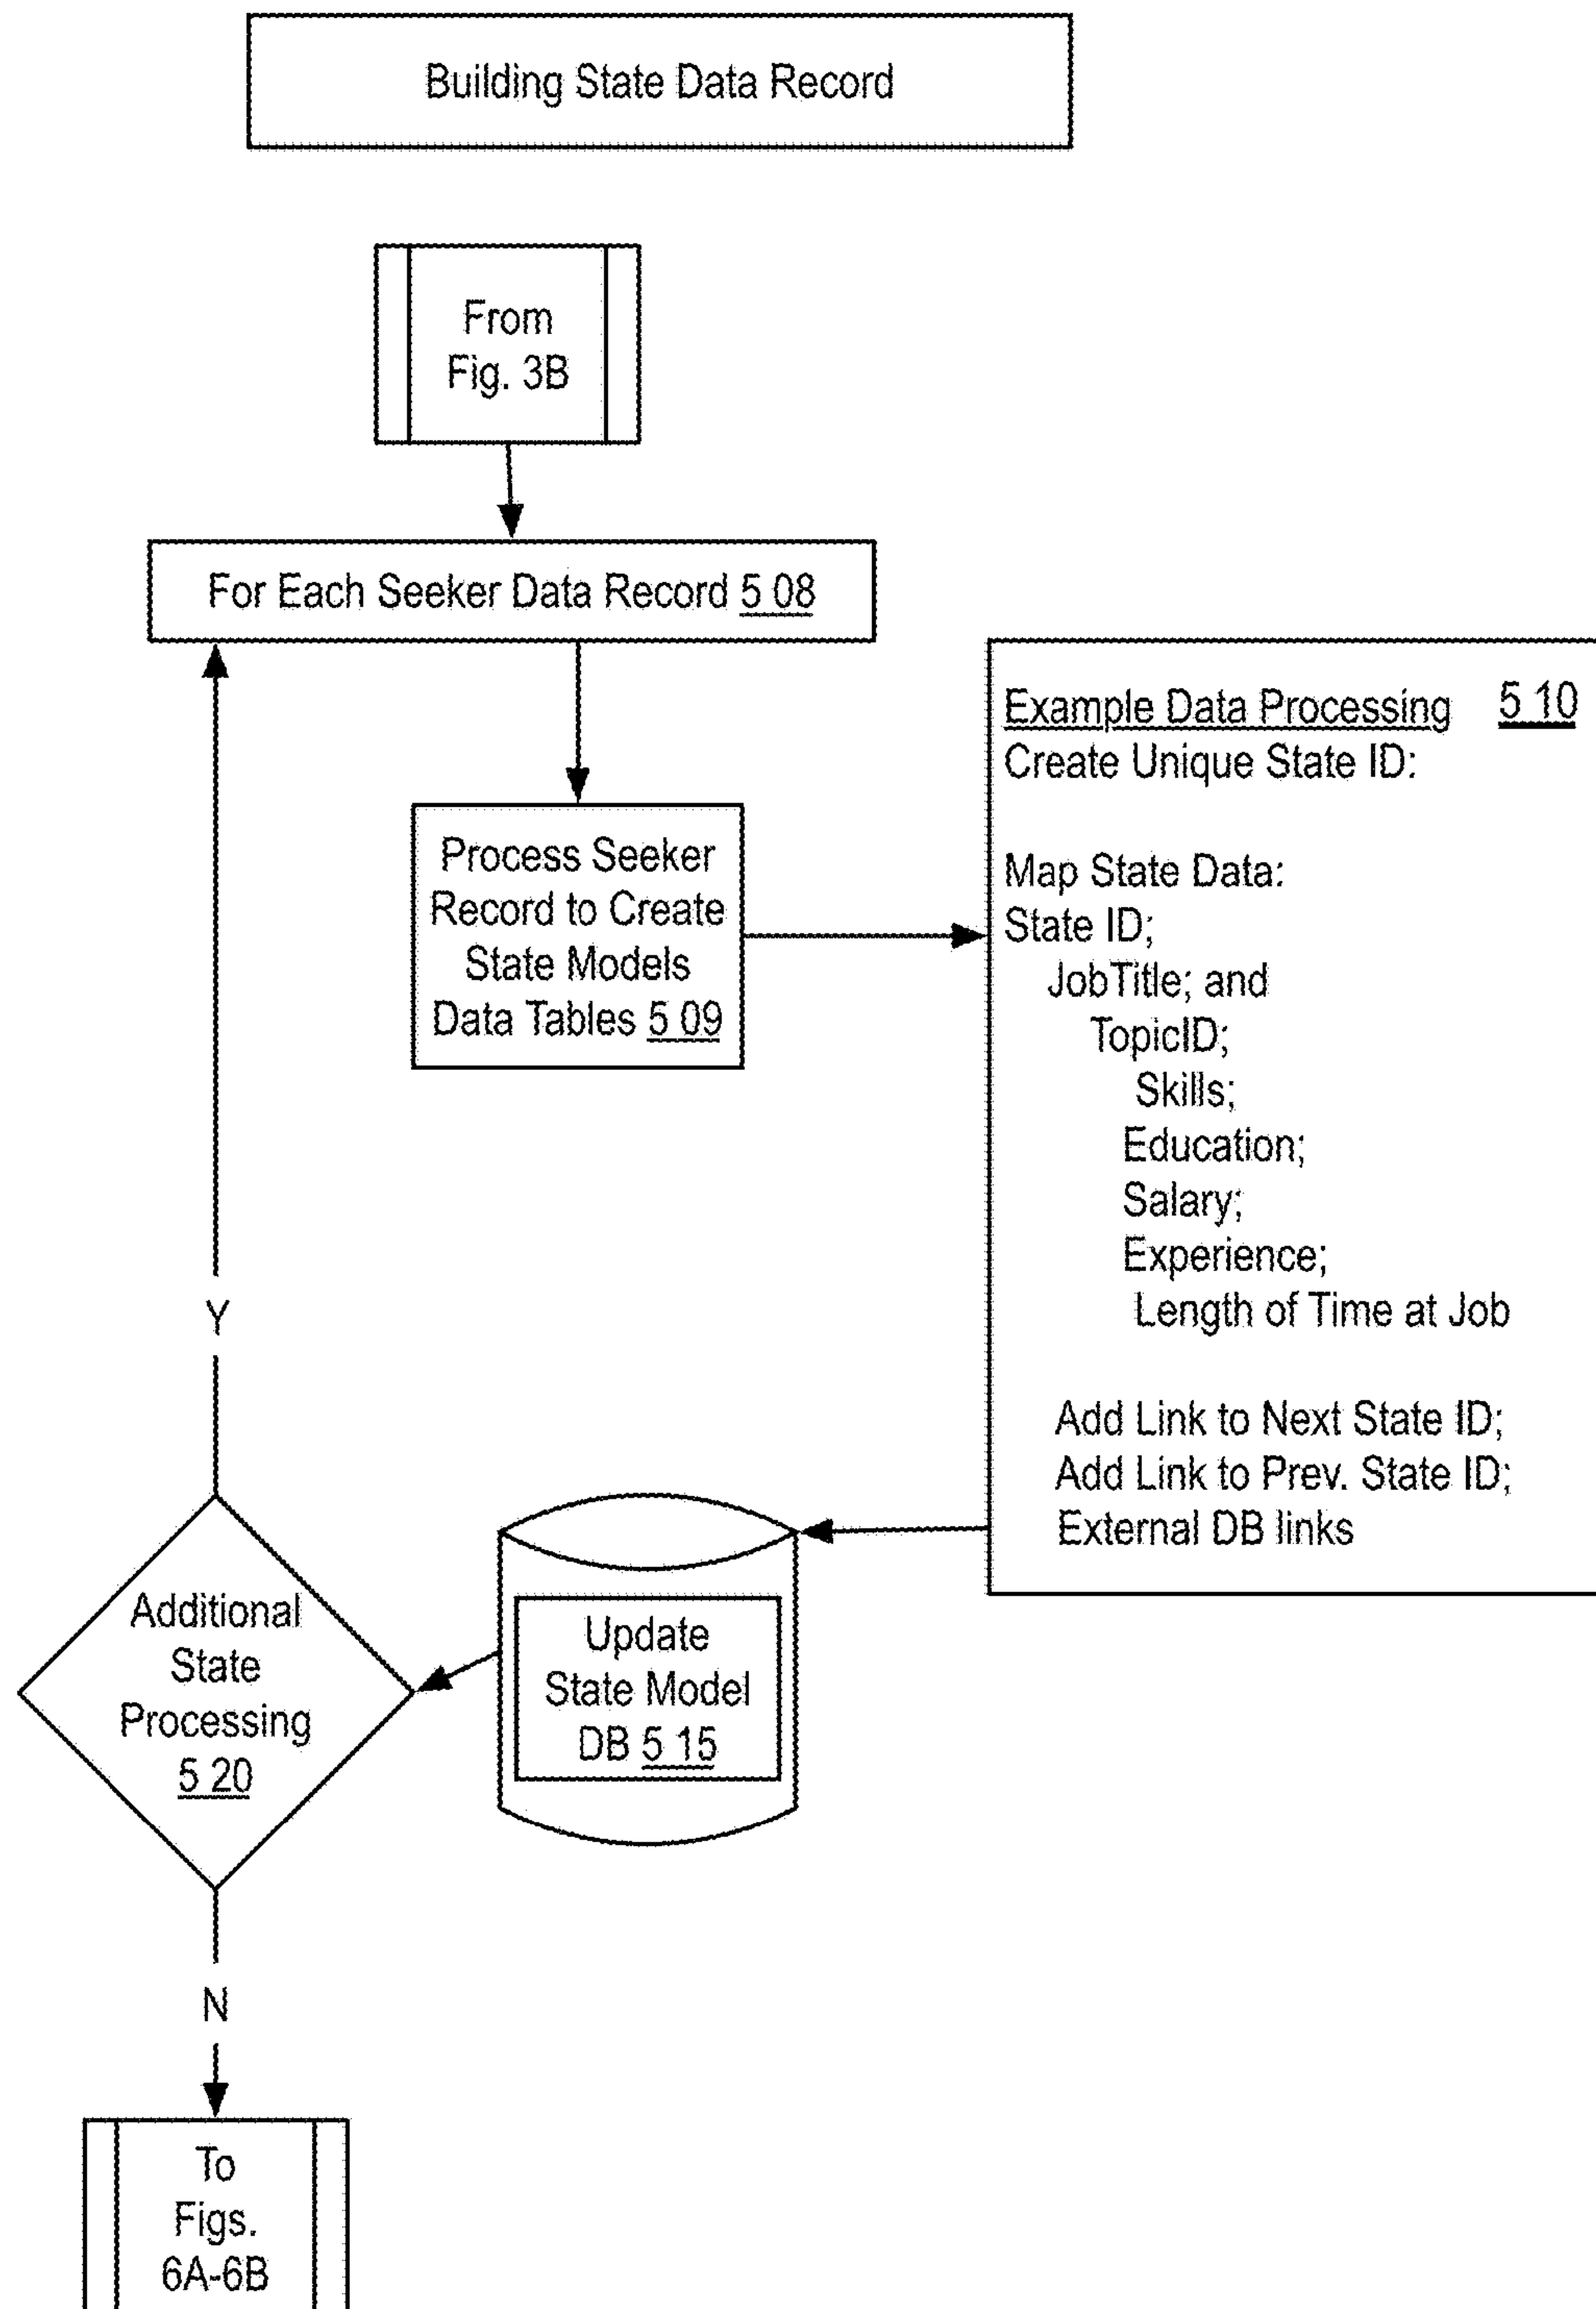 Building State Data Record
From
Fig. 3B
For Each Seeker Data Record 5 08
Process Seeker
Record to Create
State Models
Data Tables 5 09
Example Data Processing 5 10
Create Unique State ID:
Map State Data:
State ID;
JobTitle; and
TopicID;
Skills;
Education;
Salary;
Experience;
Length of Time at Job
Add Link to Next State ID;
Add Link to Prev. State ID;
External DB links
Update
State Model
DB 5 15
Additional
State
Processing
5 20
Y
N
To
Figs.
6A-6B